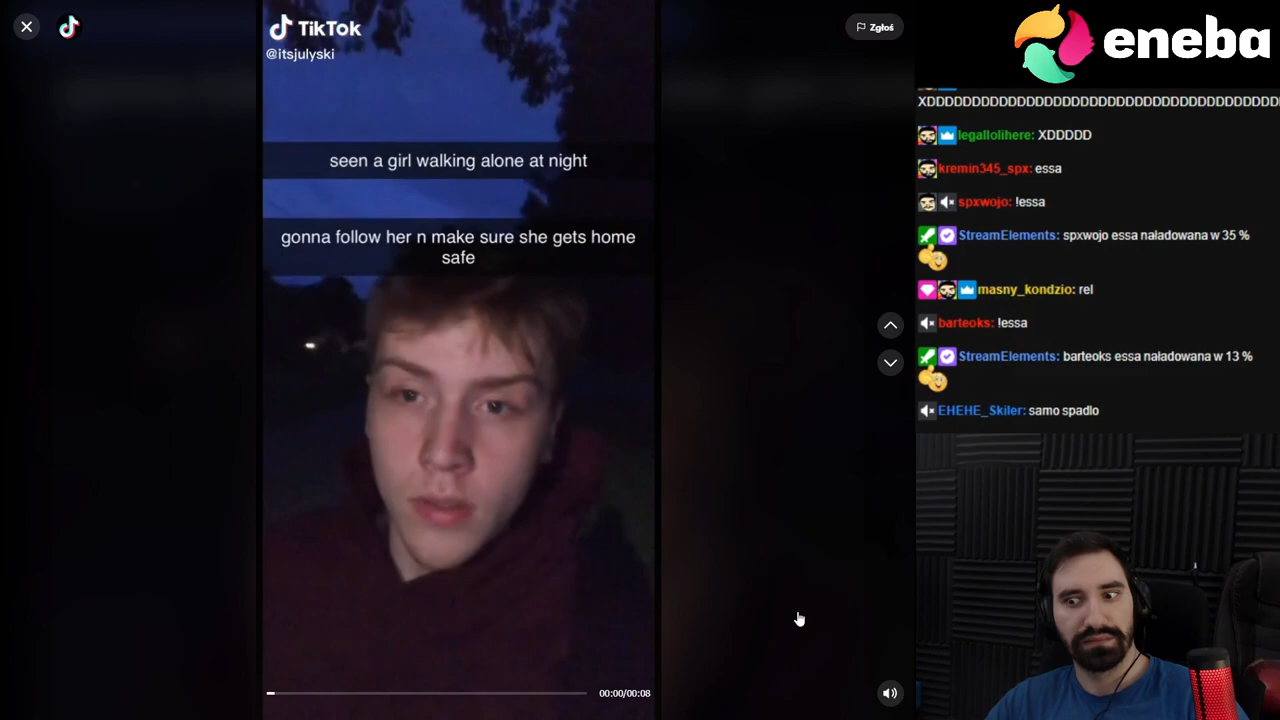 TikTok
@itsjulyski
Zgłoś
seen a girl walking alone at night
gonna follow her n make sure she gets home
safe
00:00/00:08
eneba
XDDDDDDDDDDDDDDDDDDDDDDDDDDDDDDDDDDDDDDD
legallolihere: XDDDDD
kremin345_spx: essa
spxwojo: !essa
StreamElements: spxwojo essa naładowana w 35 %
masny_kondzio: rel
barteoks: !essa
StreamElements: barteoks essa naładowana w 13 %
EHEHE_Skiler: samo spadlo